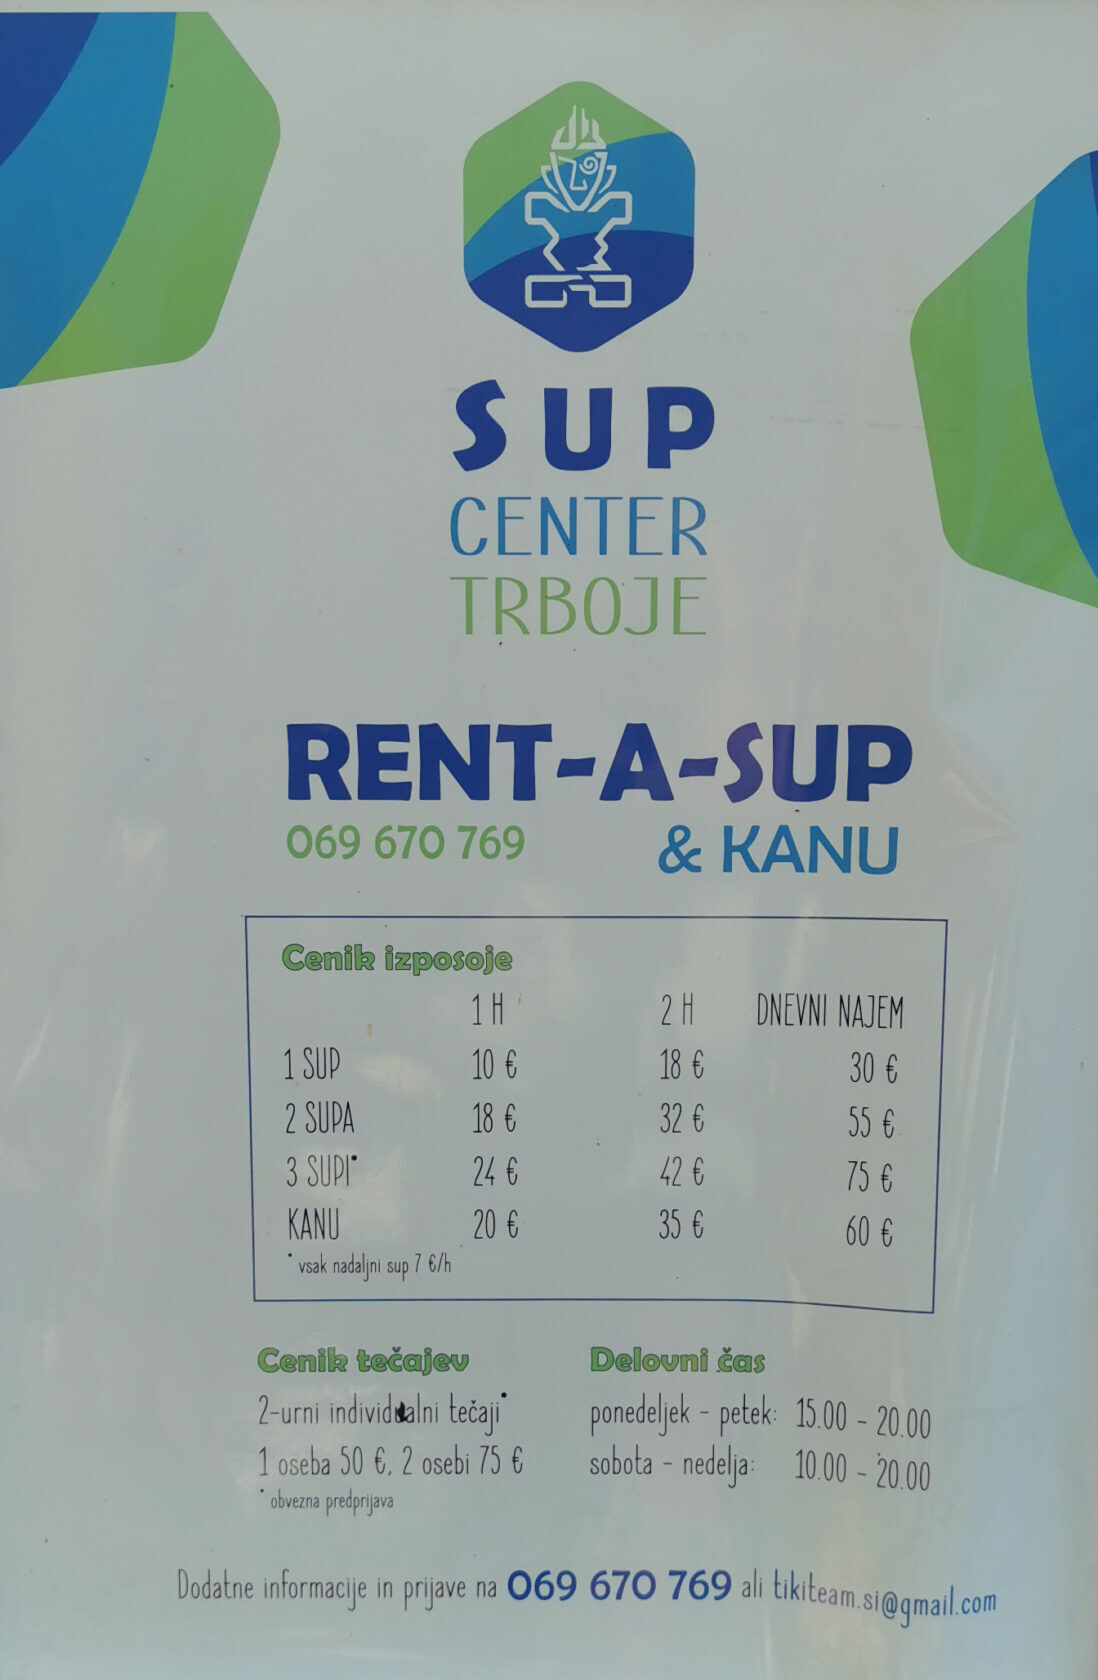 SUP
CENTER
TRBOJE
RENT-A-SUP
069 670 769 & KANU
Cenik izposoje
1 H 2 H DNEVNI NAJEM
1 SUP 10 € 18 € 30 €
2 SUPA 18 € 32 € 55 €
3 SUPI* 24 € 42 € 75 €
KANU 20 € 35 € 60 €
* vsak nadaljni sup 7 €/h
Cenik tečajev
2-urni individualni tečaji*
1 oseba 50 €, 2 osebi 75 €
* obvezna predprijava
Delovni čas
ponedeljek - petek: 15.00 - 20.00
sobota - nedelja: 10.00 - 20.00
Dodatne informacije in prijave na 069 670 769 ali tikiteam.si@gmail.com